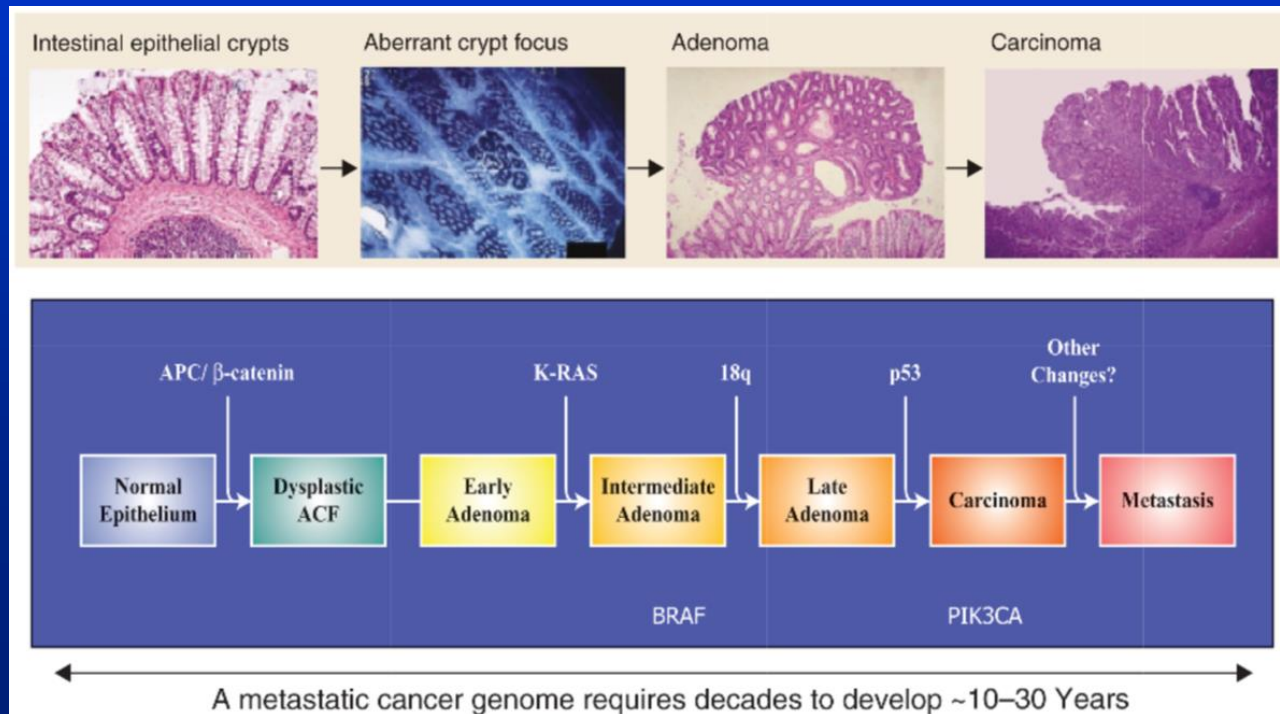 Intestinal epithelial crypts
Aberrant crypt focus
Adenoma
Carcinoma
APC/ β-catenin
K-RAS
18q
p53
Other
Changes?
Normal
Epithelium
Dysplastic
ACF
Early
Adenoma
Intermediate
Adenoma
Late
Adenoma
Carcinoma
Metastasis
BRAF
PIK3CA
A metastatic cancer genome requires decades to develop ~10–30 Years